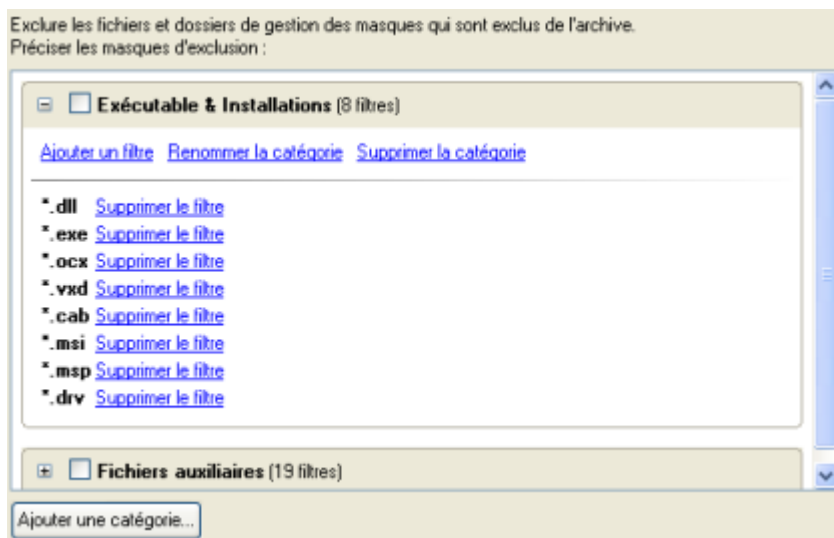 Exclure les fichiers et dossiers de gestion des masques qui sont exclus de l'archive.
Préciser les masques d'exclusion :
Exécutable & Installations (8 filtres)
Ajouter un filtre Renommer la catégorie Supprimer la catégorie
*.dll Supprimer le filtre
*.exe Supprimer le filtre
*.ocx Supprimer le filtre
*.vxd Supprimer le filtre
*.cab Supprimer le filtre
*.msi Supprimer le filtre
*.msp Supprimer le filtre
*.drv Supprimer le filtre
Fichiers auxiliaires (19 filtres)
Ajouter une catégorie...